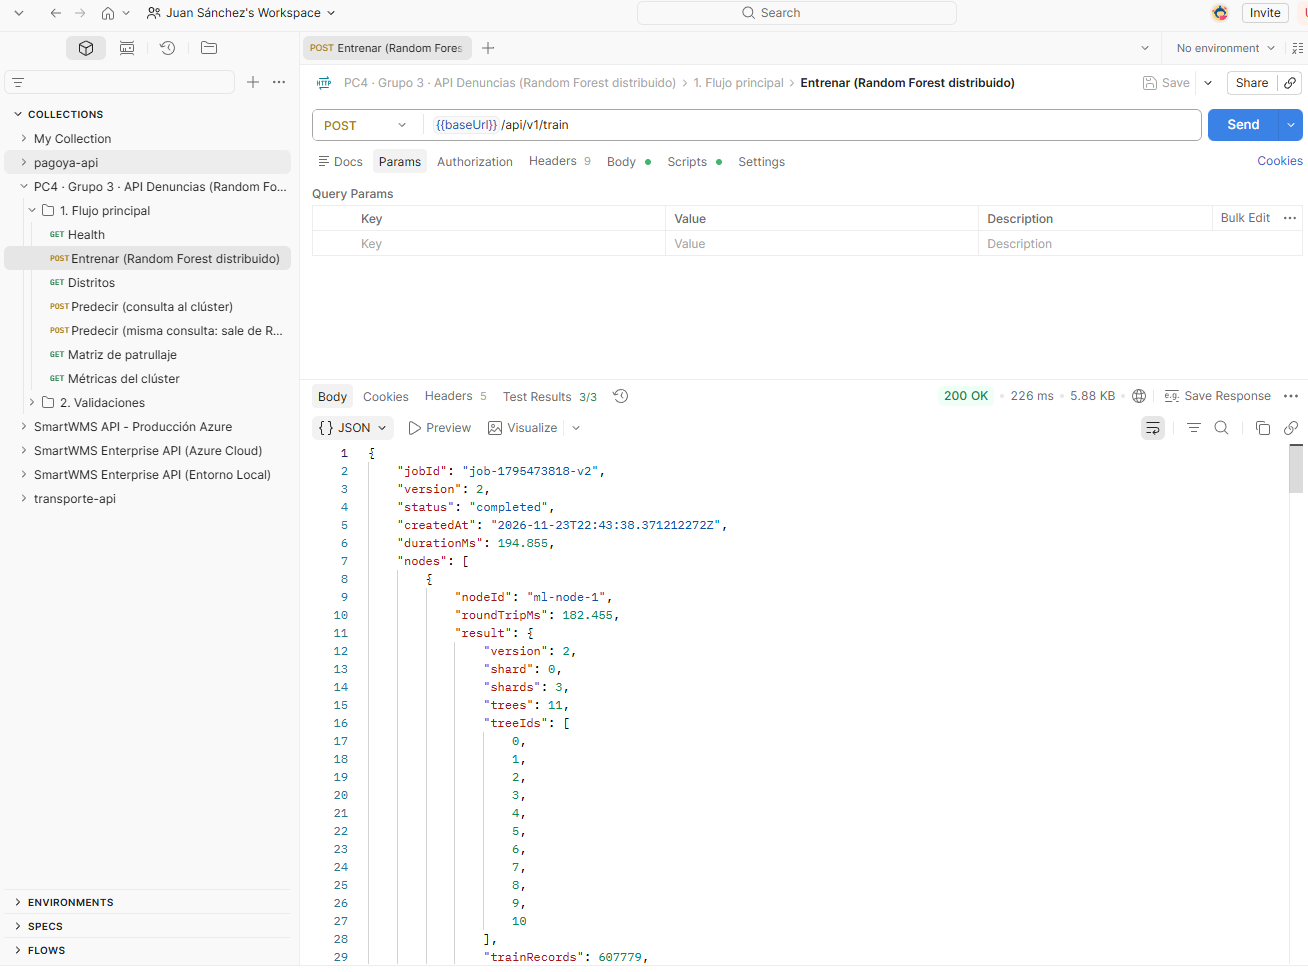 Juan Sánchez's Workspace
Search
Invite
COLLECTIONS
My Collection
pagoya-api
PC4 · Grupo 3 · API Denuncias (Random Fo...
1. Flujo principal
GET Health
POST Entrenar (Random Forest distribuido)
GET Distritos
POST Predecir (consulta al clúster)
POST Predecir (misma consulta: sale de R...
GET Matriz de patrullaje
GET Métricas del clúster
2. Validaciones
SmartWMS API - Producción Azure
SmartWMS Enterprise API (Azure Cloud)
SmartWMS Enterprise API (Entorno Local)
transporte-api
ENVIRONMENTS
SPECS
FLOWS
POST Entrenar (Random Fores
No environment
HTTP PC4 · Grupo 3 · API Denuncias (Random Forest distribuido) > 1. Flujo principal > Entrenar (Random Forest distribuido)
Save
Share
POST {{baseUrl}} /api/v1/train
Send
Docs Params Authorization Headers 9 Body Scripts Settings
Cookies
Query Params
Key Value Description Bulk Edit
Key Value Description
Body Cookies Headers 5 Test Results 3/3
200 OK 226 ms 5.88 KB e.g. Save Response
{} JSON Preview Visualize
1 {
2 "jobId": "job-1795473818-v2",
3 "version": 2,
4 "status": "completed",
5 "createdAt": "2026-11-23T22:43:38.371212272Z",
6 "durationMs": 194.855,
7 "nodes": [
8 {
9 "nodeId": "ml-node-1",
10 "roundTripMs": 182.455,
11 "result": {
12 "version": 2,
13 "shard": 0,
14 "shards": 3,
15 "trees": 11,
16 "treeIds": [
17 0,
18 1,
19 2,
20 3,
21 4,
22 5,
23 6,
24 7,
25 8,
26 9,
27 10
28 ],
29 "trainRecords": 607779,